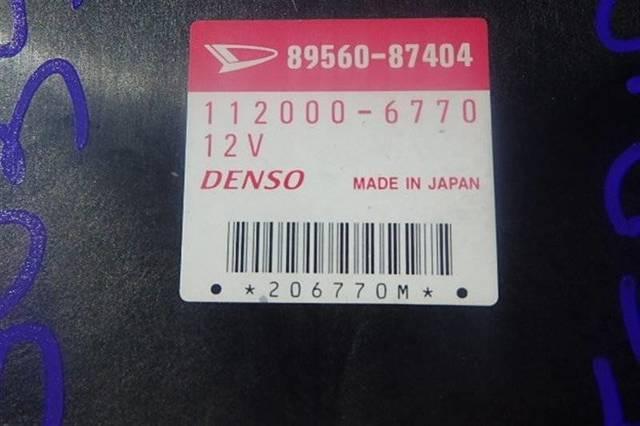 89560-87404
112000-6770
12V
DENSO MADE IN JAPAN
*206770M*